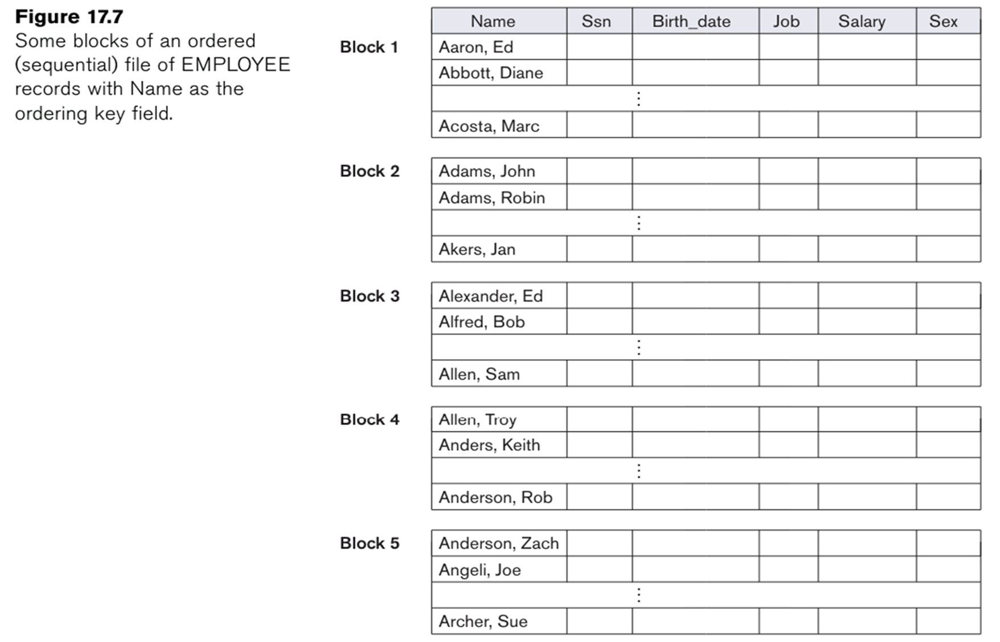 Figure 17.7
Some blocks of an ordered
(sequential) file of EMPLOYEE
records with Name as the
ordering key field.
Name Ssn Birth_date Job Salary Sex
Block 1 Aaron, Ed
Abbott, Diane
⋮
Acosta, Marc
Block 2 Adams, John
Adams, Robin
⋮
Akers, Jan
Block 3 Alexander, Ed
Alfred, Bob
⋮
Allen, Sam
Block 4 Allen, Troy
Anders, Keith
⋮
Anderson, Rob
Block 5 Anderson, Zach
Angeli, Joe
⋮
Archer, Sue